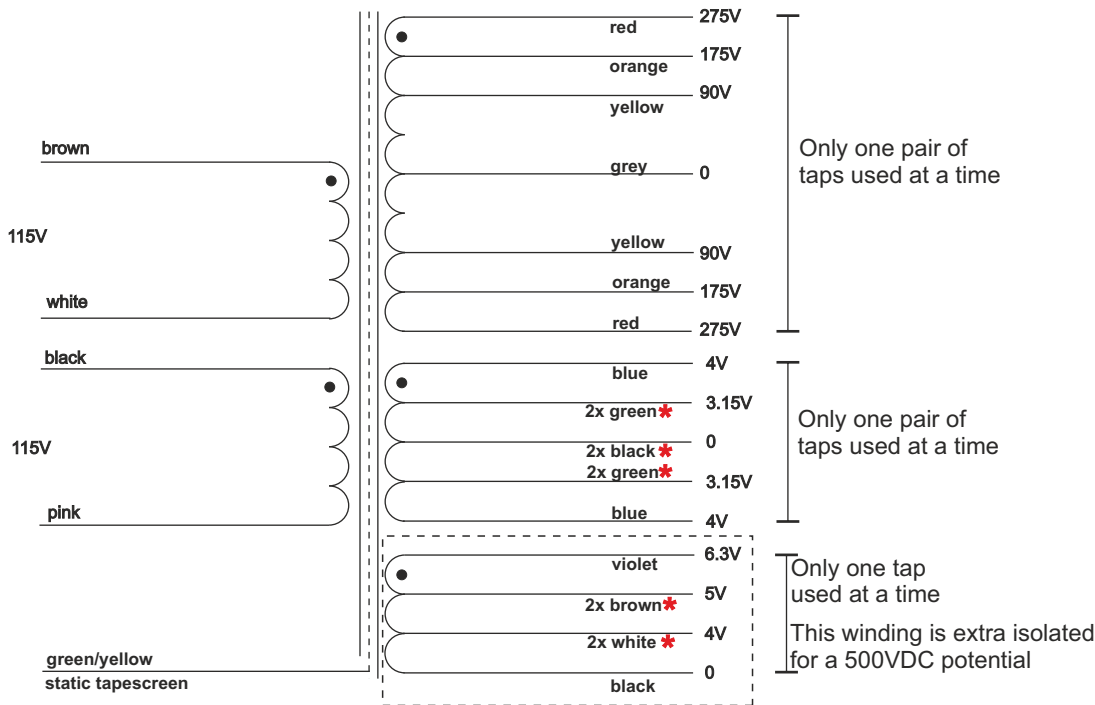 275V
red
175V
orange
90V
yellow
grey
0
yellow
90V
orange
175V
red
275V
Only one pair of
taps used at a time
brown
115V
white
black
115V
pink
4V
blue
3.15V
2x green*
0
2x black*
2x green*
3.15V
blue
4V
Only one pair of
taps used at a time
6.3V
violet
5V
2x brown*
4V
2x white*
0
black
Only one tap
used at a time
This winding is extra isolated
for a 500VDC potential
green/yellow
static tapescreen